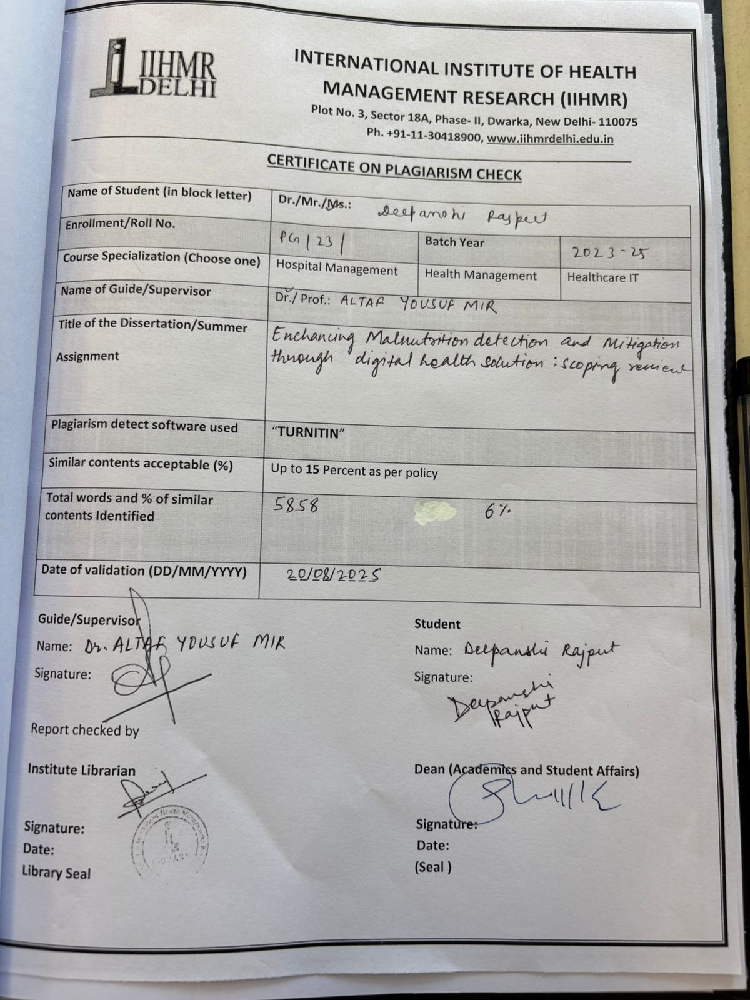 IIHMR
DELHI
INTERNATIONAL INSTITUTE OF HEALTH
MANAGEMENT RESEARCH (IIHMR)
Plot No. 3, Sector 18A, Phase- II, Dwarka, New Delhi- 110075
Ph. +91-11-30418900, www.iihmrdelhi.edu.in
CERTIFICATE ON PLAGIARISM CHECK
Name of Student (in block letter) Dr./Mr./Ms.: Deepanshi Rajput
Enrollment/Roll No. PG/23/ Batch Year 2023-25
Course Specialization (Choose one) Hospital Management Health Management Healthcare IT
Name of Guide/Supervisor Dr./ Prof.: ALTAF YOUSUF MIR
Title of the Dissertation/Summer
Assignment
Enchancing Malnutrition detection and Mitigation
through digital health solution : scoping review
Plagiarism detect software used “TURNITIN”
Similar contents acceptable (%) Up to 15 Percent as per policy
Total words and % of similar
contents Identified
5858 6%
Date of validation (DD/MM/YYYY) 20/08/2025
Guide/Supervisor
Name: Dr. ALTAF YOUSUF MIR
Signature:
Student
Name: Deepanshi Rajput
Signature:
Deepanshi
Rajput
Report checked by
Institute Librarian
Signature:
Date:
Library Seal
Dean (Academics and Student Affairs)
Signature:
Date:
(Seal )